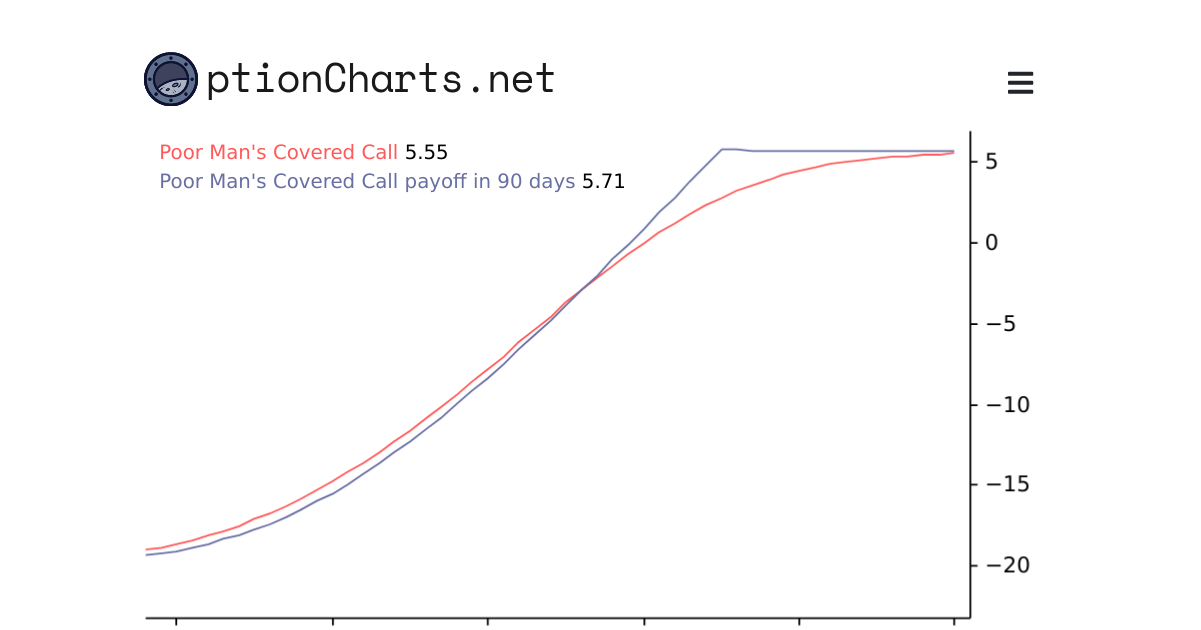 ptionCharts.net
Poor Man's Covered Call 5.55
Poor Man's Covered Call payoff in 90 days 5.71
5
0
−5
−10
−15
−20